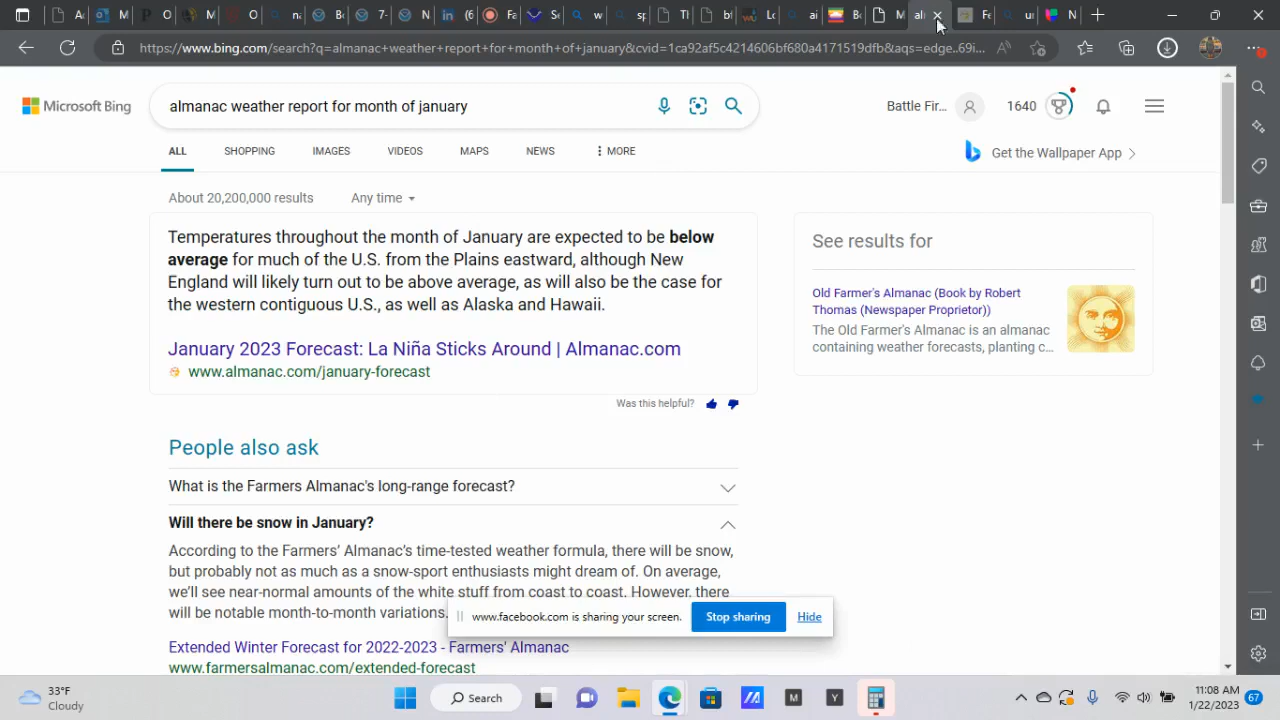 https://www.bing.com/search?q=almanac+weather+report+for+month+of+january&cvid=1ca92af5c4214606bf680a4171519dfb&aqs=edge..69i...
Microsoft Bing
almanac weather report for month of january
Battle Fir...
1640
ALL
SHOPPING
IMAGES
VIDEOS
MAPS
NEWS
MORE
Get the Wallpaper App
About 20,200,000 results
Any time
Temperatures throughout the month of January are expected to be below
average for much of the U.S. from the Plains eastward, although New
England will likely turn out to be above average, as will also be the case for
the western contiguous U.S., as well as Alaska and Hawaii.
January 2023 Forecast: La Niña Sticks Around | Almanac.com
www.almanac.com/january-forecast
Was this helpful?
See results for
Old Farmer's Almanac (Book by Robert
Thomas (Newspaper Proprietor))
The Old Farmer's Almanac is an almanac
containing weather forecasts, planting c...
People also ask
What is the Farmers Almanac's long-range forecast?
Will there be snow in January?
According to the Farmers' Almanac's time-tested weather formula, there will be snow,
but probably not as much as a snow-sport enthusiasts might dream of. On average,
we'll see near-normal amounts of the white stuff from coast to coast. However, there
will be notable month-to-month variations.
www.facebook.com is sharing your screen.
Stop sharing
Hide
Extended Winter Forecast for 2022-2023 - Farmers' Almanac
www.farmersalmanac.com/extended-forecast
33°F
Cloudy
Search
M
Y
11:08 AM
1/22/2023
67